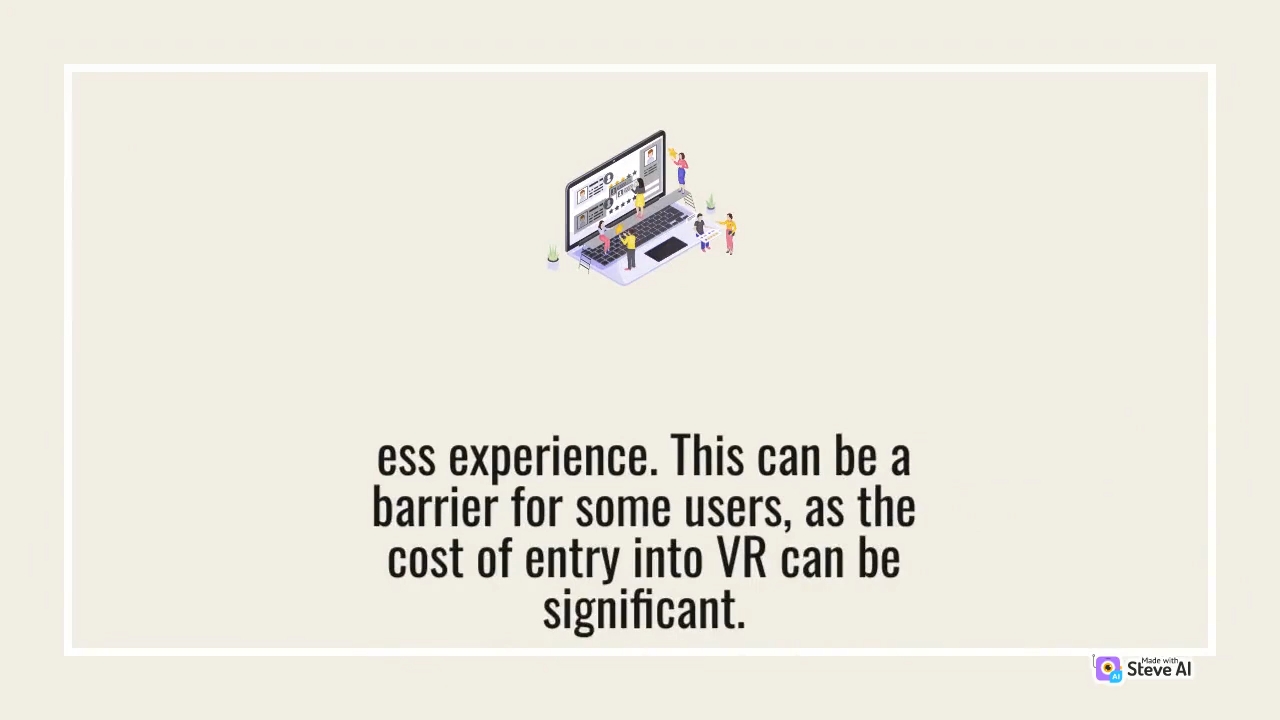 ess experience. This can be a
barrier for some users, as the
cost of entry into VR can be
significant.
Made with
Steve AI
AI